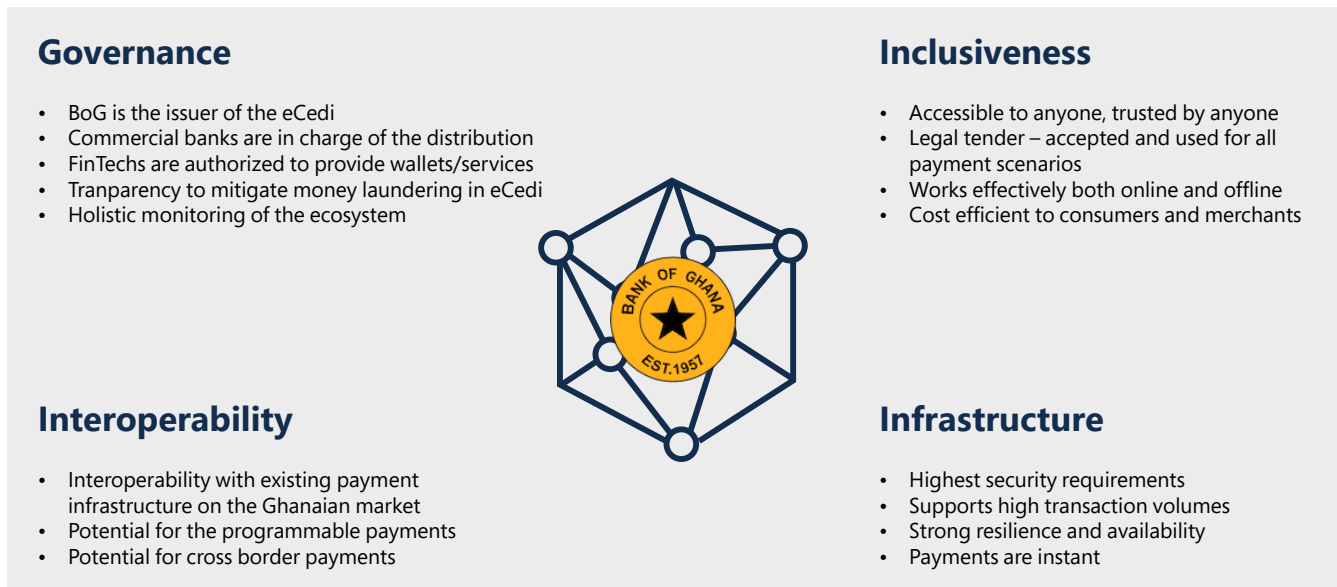 Governance
• BoG is the issuer of the eCedi
• Commercial banks are in charge of the distribution
• FinTechs are authorized to provide wallets/services
• Tranparency to mitigate money laundering in eCedi
• Holistic monitoring of the ecosystem
Inclusiveness
• Accessible to anyone, trusted by anyone
• Legal tender – accepted and used for all
payment scenarios
• Works effectively both online and offline
• Cost efficient to consumers and merchants
BANK OF GHANA
EST.1957
Interoperability
• Interoperability with existing payment
infrastructure on the Ghanaian market
• Potential for the programmable payments
• Potential for cross border payments
Infrastructure
• Highest security requirements
• Supports high transaction volumes
• Strong resilience and availability
• Payments are instant